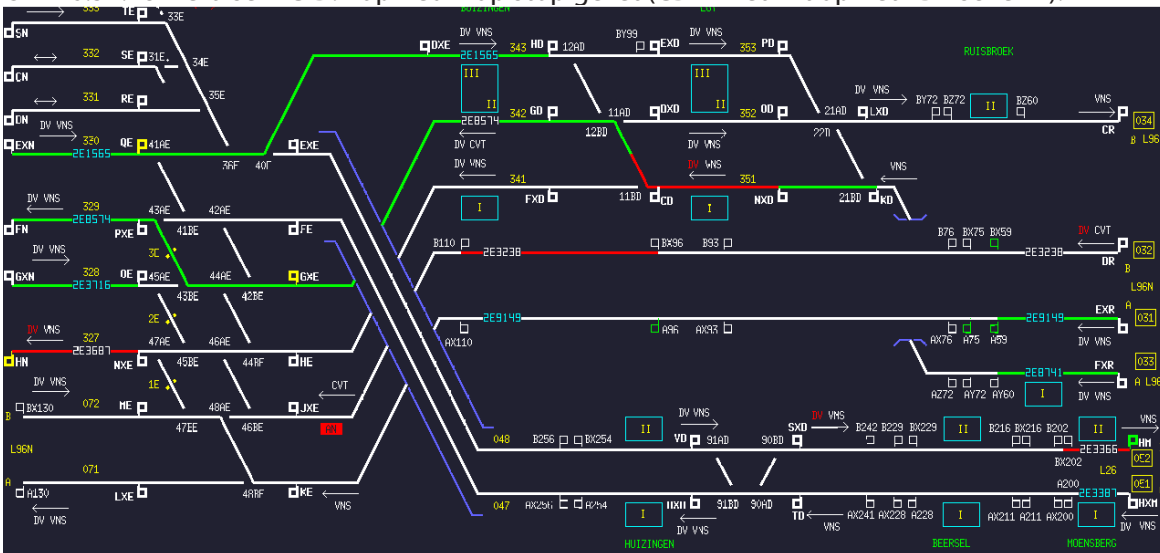 333 TE 33E
SN
332 SE 31E. 34E
CN
331 RE 35E
DN
DV VNS
EXN 330 QE 41AE EXE
2E1565 36F 40F
329 43AE 42AE
2E8574
FN PXE 41BE FE
DV VNS
3E
GXN 328 OE 45AE 44AE GXE
2E3716 43BE 42BE
2E
DV VNS 327 47AE 46AE
2E3687
HN NXE 45BE 44BF HE
DV VNS 1E CVT
BX130 072 ME 48AE JXE
B 47EE 46BE AN
L96N
071
A 48BF
A130 LXE KE VNS
DV VNS
BUIZINGEN LOT
DXE DV VNS 343 HD 12AD BY99 EXD DV VNS 353 PD
2E1565
III III
II II
342 GD 11AD DXD 352 OD 21AD LXD DV VNS BY72 BZ72 II BZ60 VNS 034
2E8574 12BD 22D CR B L96
RUISBROEK
DV CVT
DV VNS DV WNS VNS
341 351
FXD 11BD CD NXD 21BD KD
I I
B110 2E3238 BX96 B93 B76 BX75 BX59 2E3238 DV CVT 032
DR B
L96N
2E9149 2E9149 EXR A 031
AX110 A96 AX93 AX76 A75 A59 DV VNS
2E8741 FXR 033
AZ72 AY72 AY60 I DV VNS A L96
048 B256 BX254 II VD DV VNS 91AD 90BD SXD DV VMS B242 B229 BX229 II B216 BX216 B202 II VNS HM
BX202 2E3366 052
L26
A200 051
047 AX256 A254 I 91BD 90AD TD VNS AX241 AX228 A228 I AX211 A211 AX200 2E3387 I HXM
DV VNS DV VNS
HUIZINGEN BEERSEL MOENSBERG